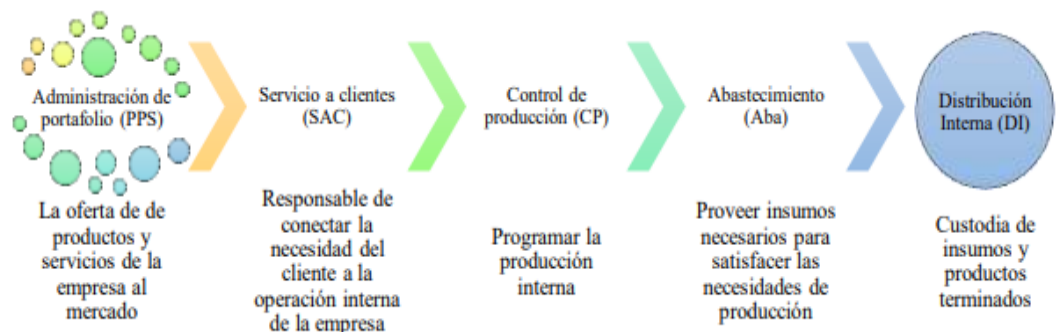 Administración de
portafolio (PPS)
Servicio a clientes
(SAC)
Control de
producción (CP)
Abastecimiento
(Aba)
Distribución
Interna (DI)
La oferta de de
productos y
servicios de la
empresa al
mercado
Responsable de
conectar la
necesidad del
cliente a la
operación interna
de la empresa
Programar la
producción
interna
Proveer insumos
necesarios para
satisfacer las
necesidades de
producción
Custodia de
insumos y
productos
terminados